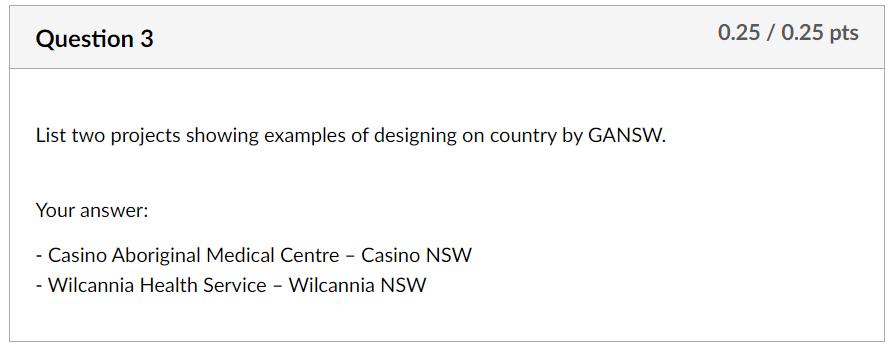 Question 3
0.25 / 0.25 pts
List two projects showing examples of designing on country by GANSW.
Your answer:
- Casino Aboriginal Medical Centre – Casino NSW
- Wilcannia Health Service – Wilcannia NSW